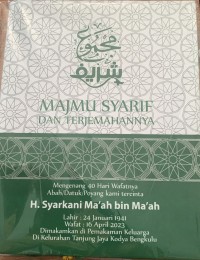 مجموع
شريف
MAJMU SYARIF
DAN TERJEMAHANNYA
Mengenang 40 Hari Wafatnya
Abah/Datuk/Poyang kami tercinta
H. Syarkani Ma'ah bin Ma'ah
Lahir : 24 Januari 1941
Wafat : 16 April 2023
Dimakamkan di Pemakaman Keluarga
Di Kelurahan Tanjung Jaya Kodya Bengkulu